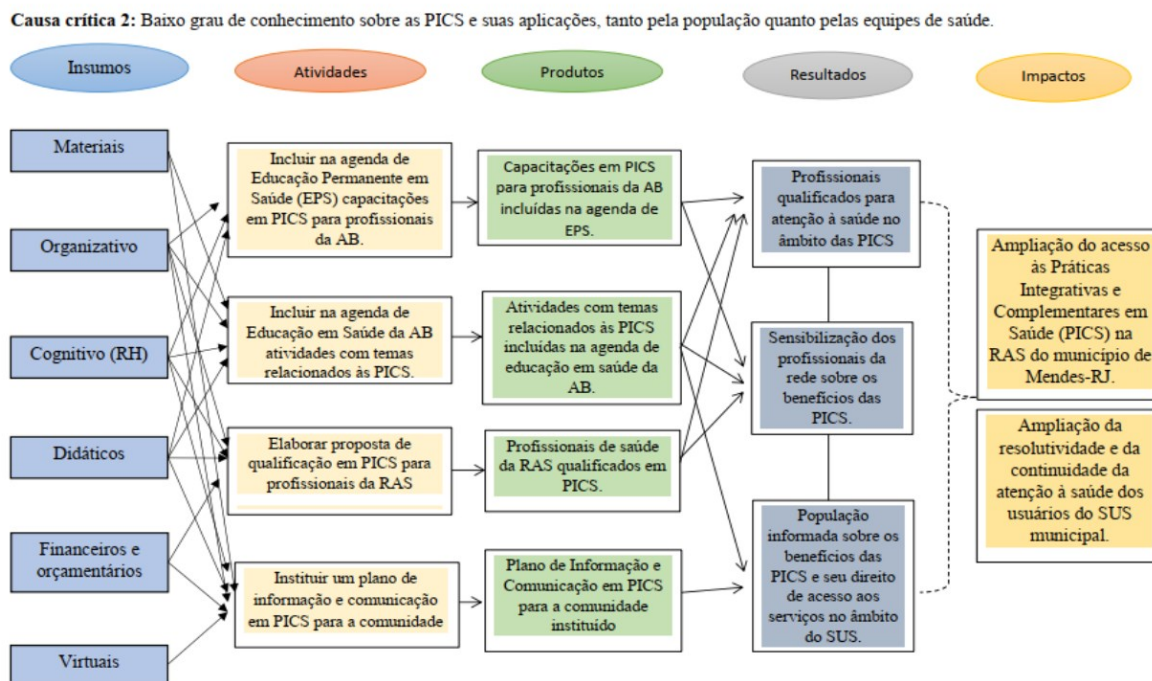 Causa crítica 2: Baixo grau de conhecimento sobre as PICS e suas aplicações, tanto pela população quanto pelas equipes de saúde.
Insumos
Atividades
Produtos
Resultados
Impactos
Materiais
Organizativo
Cognitivo (RH)
Didáticos
Financeiros e
orçamentários
Virtuais
Incluir na agenda de
Educação Permanente em
Saúde (EPS) capacitações
em PICS para profissionais
da AB.
Incluir na agenda de
Educação em Saúde da AB
atividades com temas
relacionados às PICS.
Elaborar proposta de
qualificação em PICS para
profissionais da RAS
Instituir um plano de
informação e comunicação
em PICS para a comunidade
Capacitações em PICS
para profissionais da AB
incluídas na agenda de
EPS.
Atividades com temas
relacionados às PICS
incluídas na agenda de
educação em saúde da
AB.
Profissionais de saúde
da RAS qualificados em
PICS.
Plano de Informação e
Comunicação em PICS
para a comunidade
instituído
Profissionais
qualificados para
atenção à saúde no
âmbito das PICS
Sensibilização dos
profissionais da
rede sobre os
benefícios das
PICS.
População
informada sobre os
benefícios das
PICS e seu direito
de acesso aos
serviços no âmbito
do SUS.
Ampliação do acesso
às Práticas
Integrativas e
Complementares em
Saúde (PICS) na
RAS do município de
Mendes-RJ.
Ampliação da
resolutividade e da
continuidade da
atenção à saúde dos
usuários do SUS
municipal.